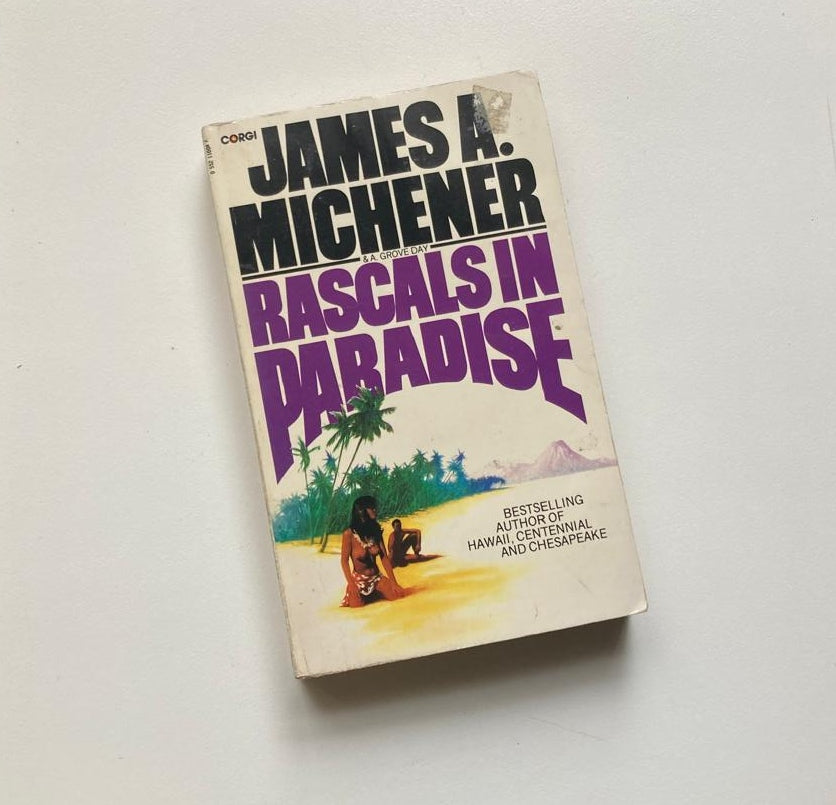 CORGI
JAMES A.
MICHENER
& A. GROVE DAY
RASCALS IN
PARADISE
BESTSELLING
AUTHOR OF
HAWAII, CENTENNIAL
AND CHESAPEAKE